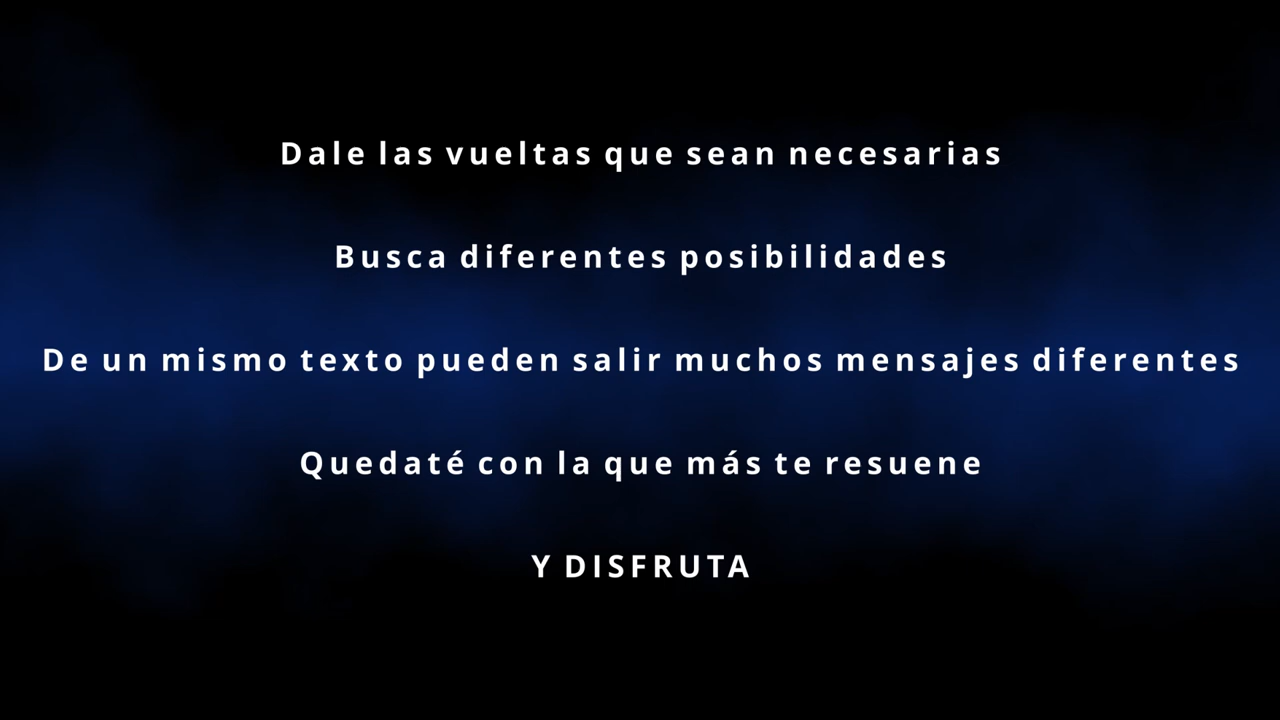 Dale las vueltas que sean necesarias
Busca diferentes posibilidades
De un mismo texto pueden salir muchos mensajes diferentes
Quedaté con la que más te resuene
Y DISFRUTA